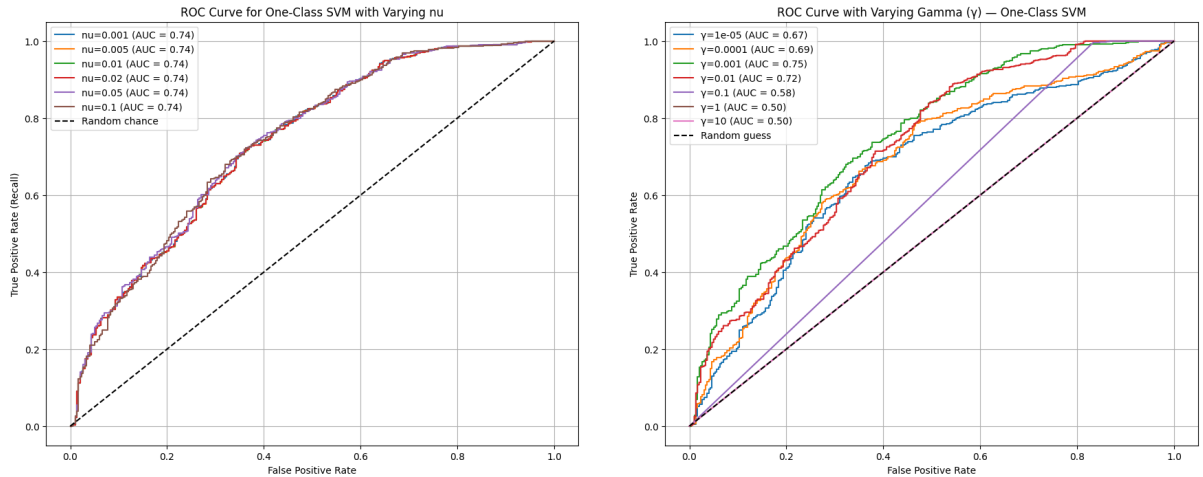 ROC Curve for One-Class SVM with Varying nu
1.0
0.8
0.6
0.4
0.2
0.0
True Positive Rate (Recall)
nu=0.001 (AUC = 0.74)
nu=0.005 (AUC = 0.74)
nu=0.01 (AUC = 0.74)
nu=0.02 (AUC = 0.74)
nu=0.05 (AUC = 0.74)
nu=0.1 (AUC = 0.74)
Random chance
0.0 0.2 0.4 0.6 0.8 1.0
False Positive Rate
ROC Curve with Varying Gamma (γ) — One-Class SVM
1.0
0.8
0.6
0.4
0.2
0.0
True Positive Rate
γ=1e-05 (AUC = 0.67)
γ=0.0001 (AUC = 0.69)
γ=0.001 (AUC = 0.75)
γ=0.01 (AUC = 0.72)
γ=0.1 (AUC = 0.58)
γ=1 (AUC = 0.50)
γ=10 (AUC = 0.50)
Random guess
0.0 0.2 0.4 0.6 0.8 1.0
False Positive Rate